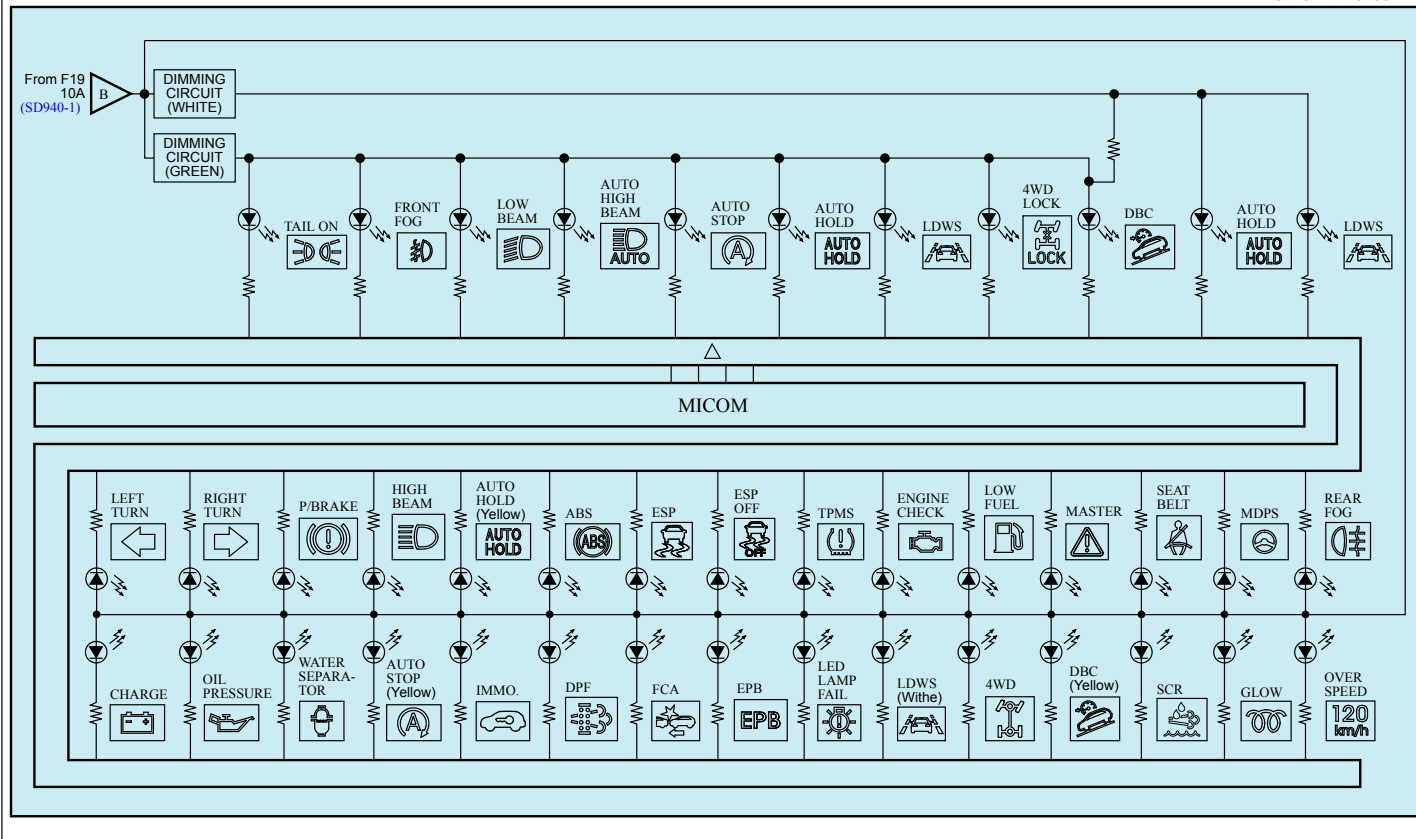 From F19
10A
(SD940-1)
B
DIMMING
CIRCUIT
(WHITE)
DIMMING
CIRCUIT
(GREEN)
TAIL ON
FRONT
FOG
LOW
BEAM
AUTO
HIGH
BEAM
AUTO
AUTO
STOP
A
AUTO
HOLD
AUTO
HOLD
LDWS
4WD
LOCK
LOCK
DBC
AUTO
HOLD
AUTO
HOLD
LDWS
MICOM
LEFT
TURN
RIGHT
TURN
P/BRAKE
HIGH
BEAM
AUTO
HOLD
(Yellow)
AUTO
HOLD
ABS
ABS
ESP
ESP
OFF
OFF
TPMS
ENGINE
CHECK
LOW
FUEL
MASTER
SEAT
BELT
MDPS
REAR
FOG
CHARGE
OIL
PRESSURE
WATER
SEPARA-
TOR
AUTO
STOP
(Yellow)
A
IMMO.
DPF
FCA
EPB
EPB
LED
LAMP
FAIL
LDWS
(Withe)
4WD
DBC
(Yellow)
SCR
GLOW
OVER
SPEED
120
km/h